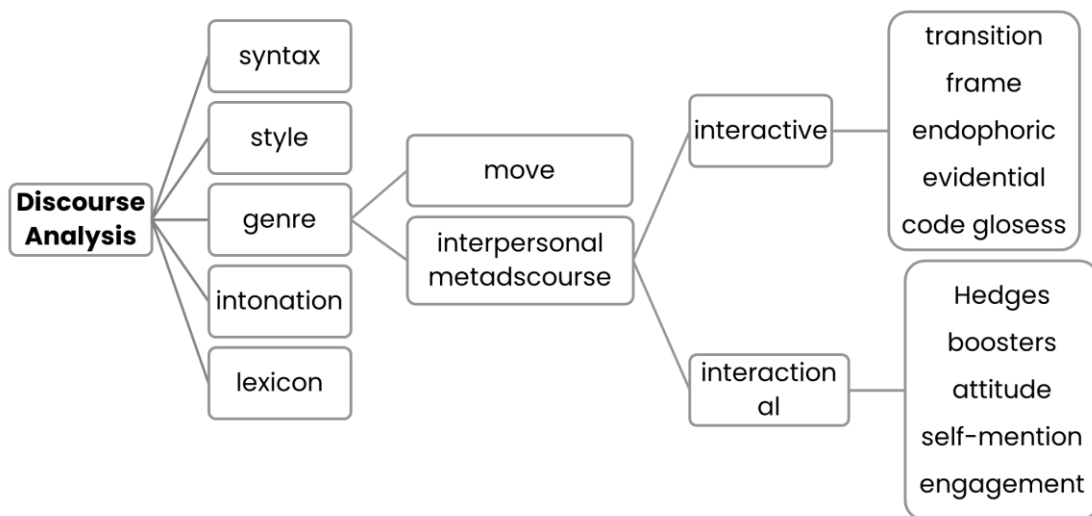 Discourse
Analysis
syntax
style
genre
intonation
lexicon
move
interpersonal
metadscourse
interactive
interaction
al
transition
frame
endophoric
evidential
code glosess
Hedges
boosters
attitude
self-mention
engagement